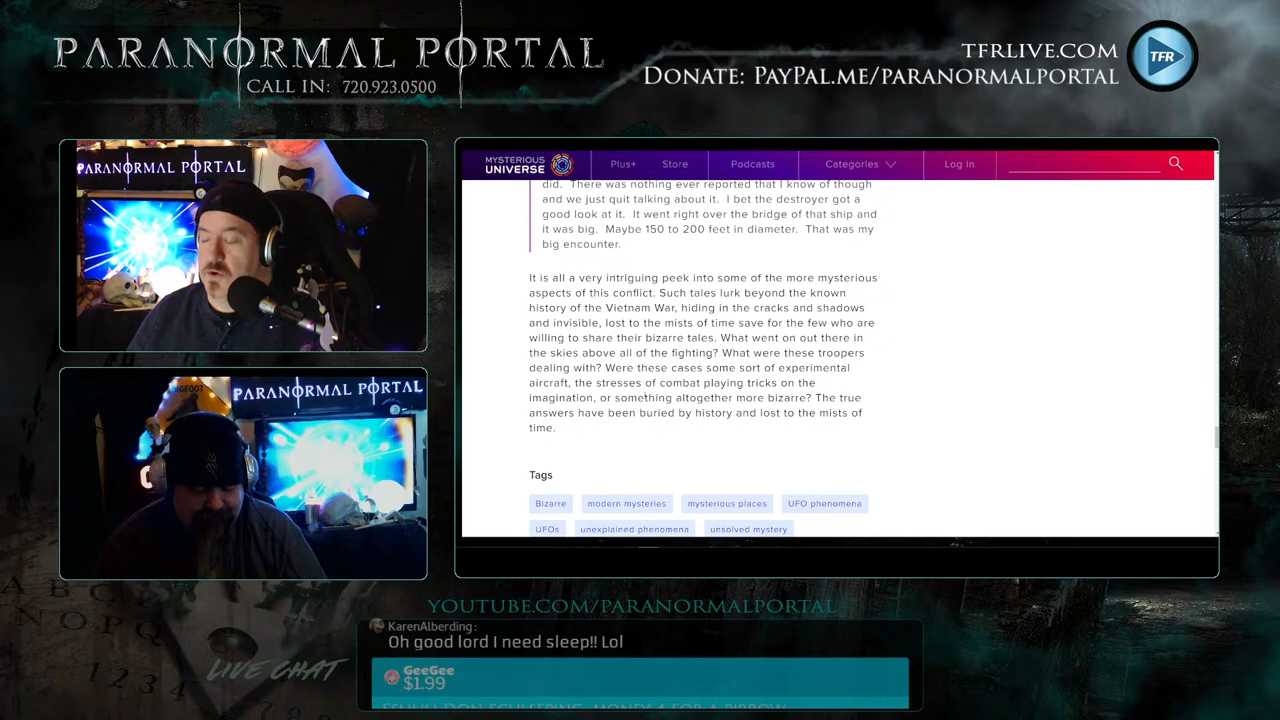 PARANORMAL PORTAL
CALL IN: 720.923.0500
TFRLIVE.COM
DONATE: PAYPAL.ME/PARANORMALPORTAL
TFR
PARANORMAL PORTAL
BIGFOOT
PARANORMAL PORTAL
MYSTERIOUS
UNIVERSE
Plus+
Store
Podcasts
Categories
Log In
did. There was nothing ever reported that I know of though
and we just quit talking about it. I bet the destroyer got a
good look at it. It went right over the bridge of that ship and
it was big. Maybe 150 to 200 feet in diameter. That was my
big encounter.
It is all a very intriguing peek into some of the more mysterious
aspects of this conflict. Such tales lurk beyond the known
history of the Vietnam War, hiding in the cracks and shadows
and invisible, lost to the mists of time save for the few who are
willing to share their bizarre tales. What went on out there in
the skies above all of the fighting? What were these troopers
dealing with? Were these cases some sort of experimental
aircraft, the stresses of combat playing tricks on the
imagination, or something altogether more bizarre? The true
answers have been buried by history and lost to the mists of
time.
Tags
Bizarre
modern mysteries
mysterious places
UFO phenomena
UFOs
unexplained phenomena
unsolved mystery
YOUTUBE.COM/PARANORMALPORTAL
KarenAlberding:
Oh good lord I need sleep!! Lol
GeeGee
$1.99
LIVE CHAT
A B C
N O P Q
1 2 3 4